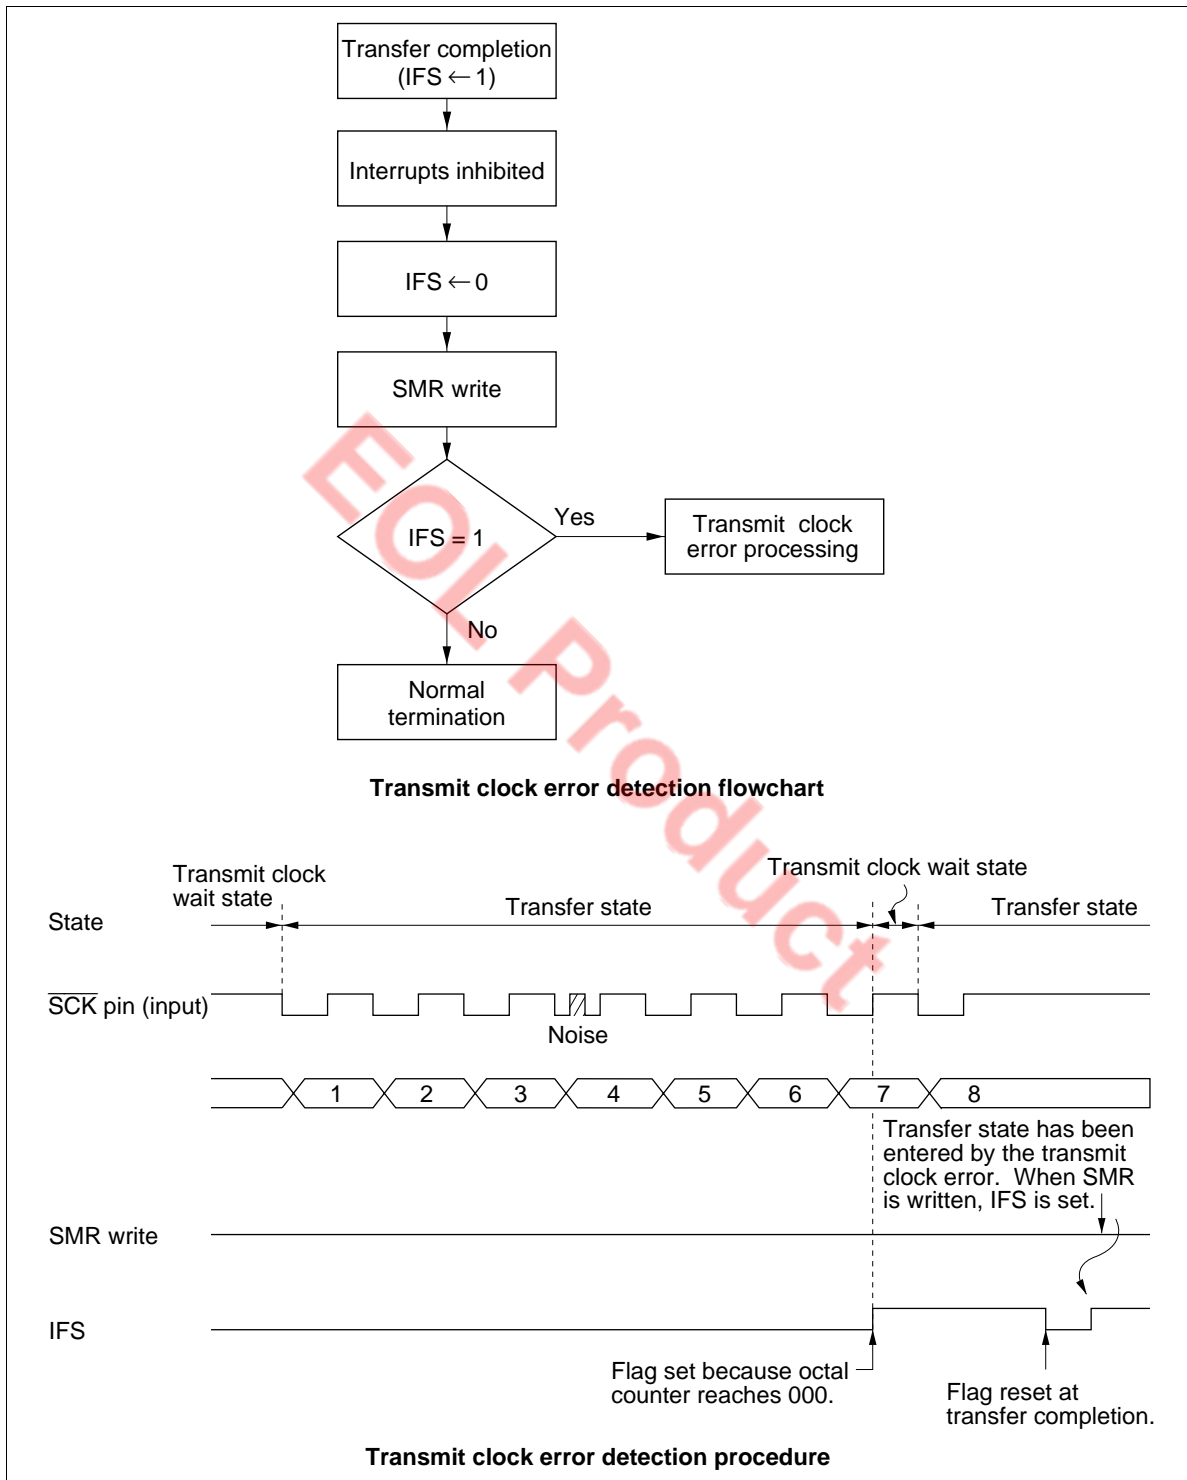 Transfer completion
(IFS ← 1)
Interrupts inhibited
IFS ← 0
SMR write
IFS = 1
Yes
Transmit clock
error processing
No
Normal
termination
Transmit clock error detection flowchart
EOL Product
Transmit clock
wait state
Transmit clock wait state
State
Transfer state
Transfer state
SCK pin (input)
Noise
1 2 3 4 5 6 7 8
Transfer state has been
entered by the transmit
clock error. When SMR
is written, IFS is set.
SMR write
IFS
Flag set because octal
counter reaches 000.
Flag reset at
transfer completion.
Transmit clock error detection procedure